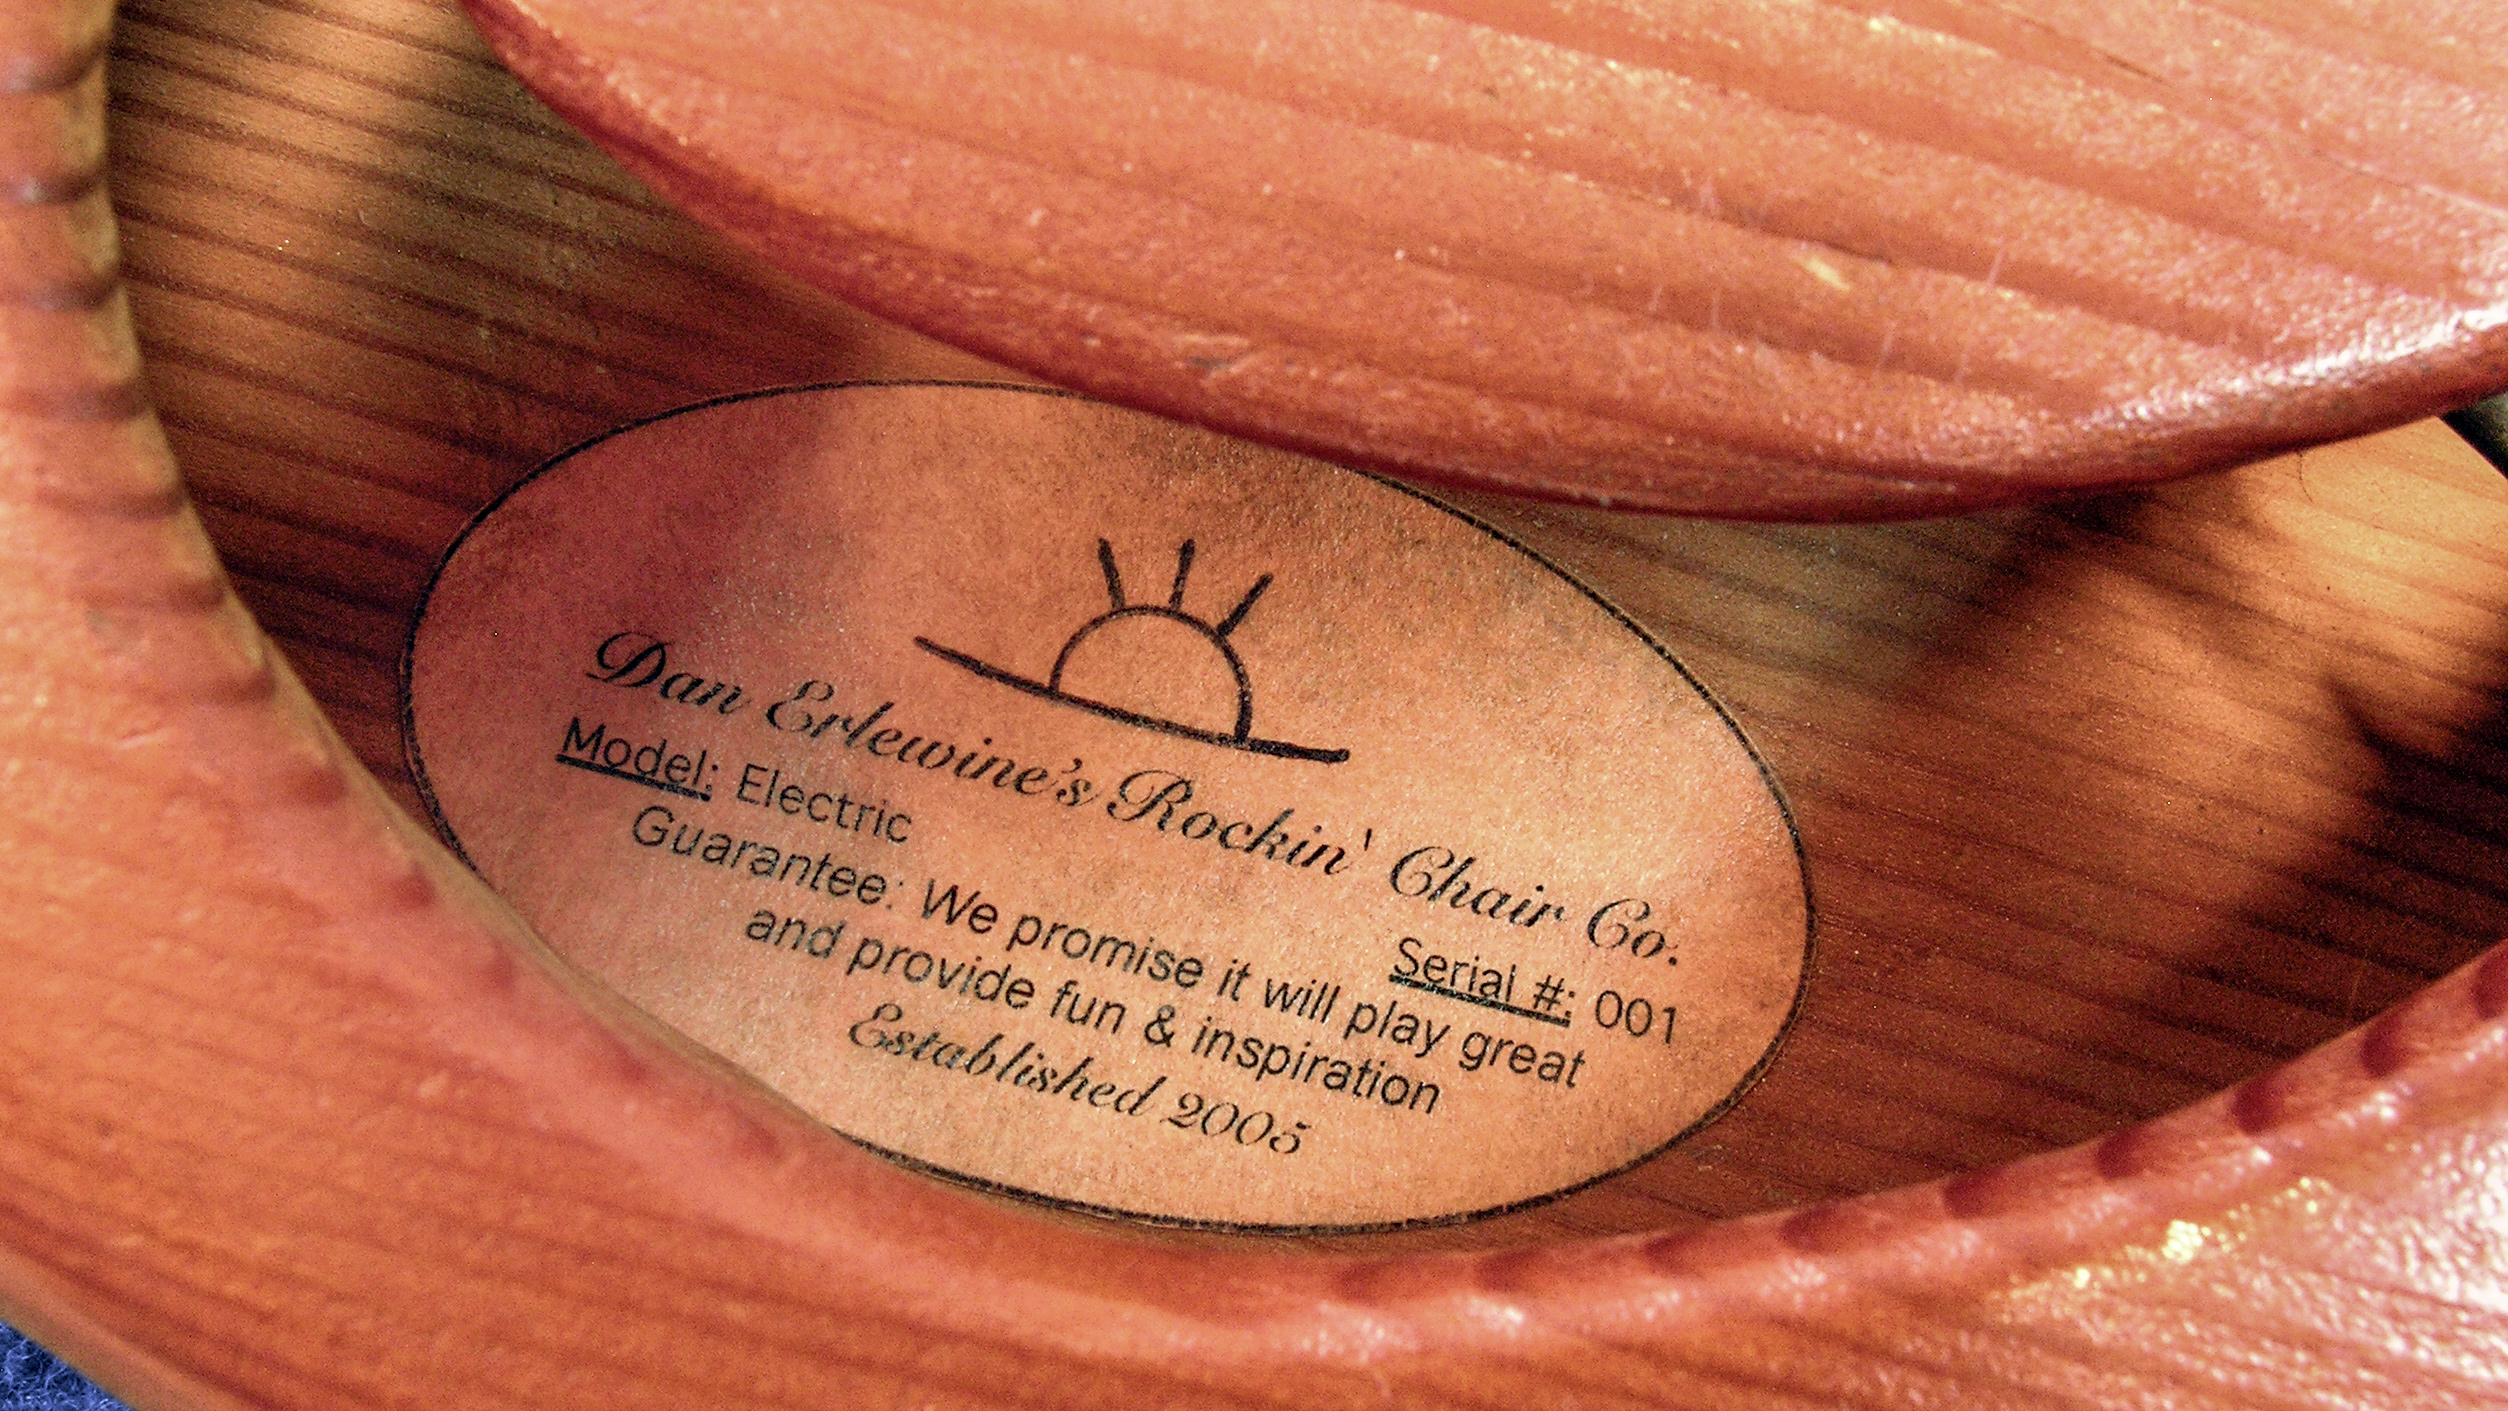 Dan Erlewine's Rockin' Chair Co.
Model: Electric Serial #: 001
Guarantee: We promise it will play great
and provide fun & inspiration
Established 2005